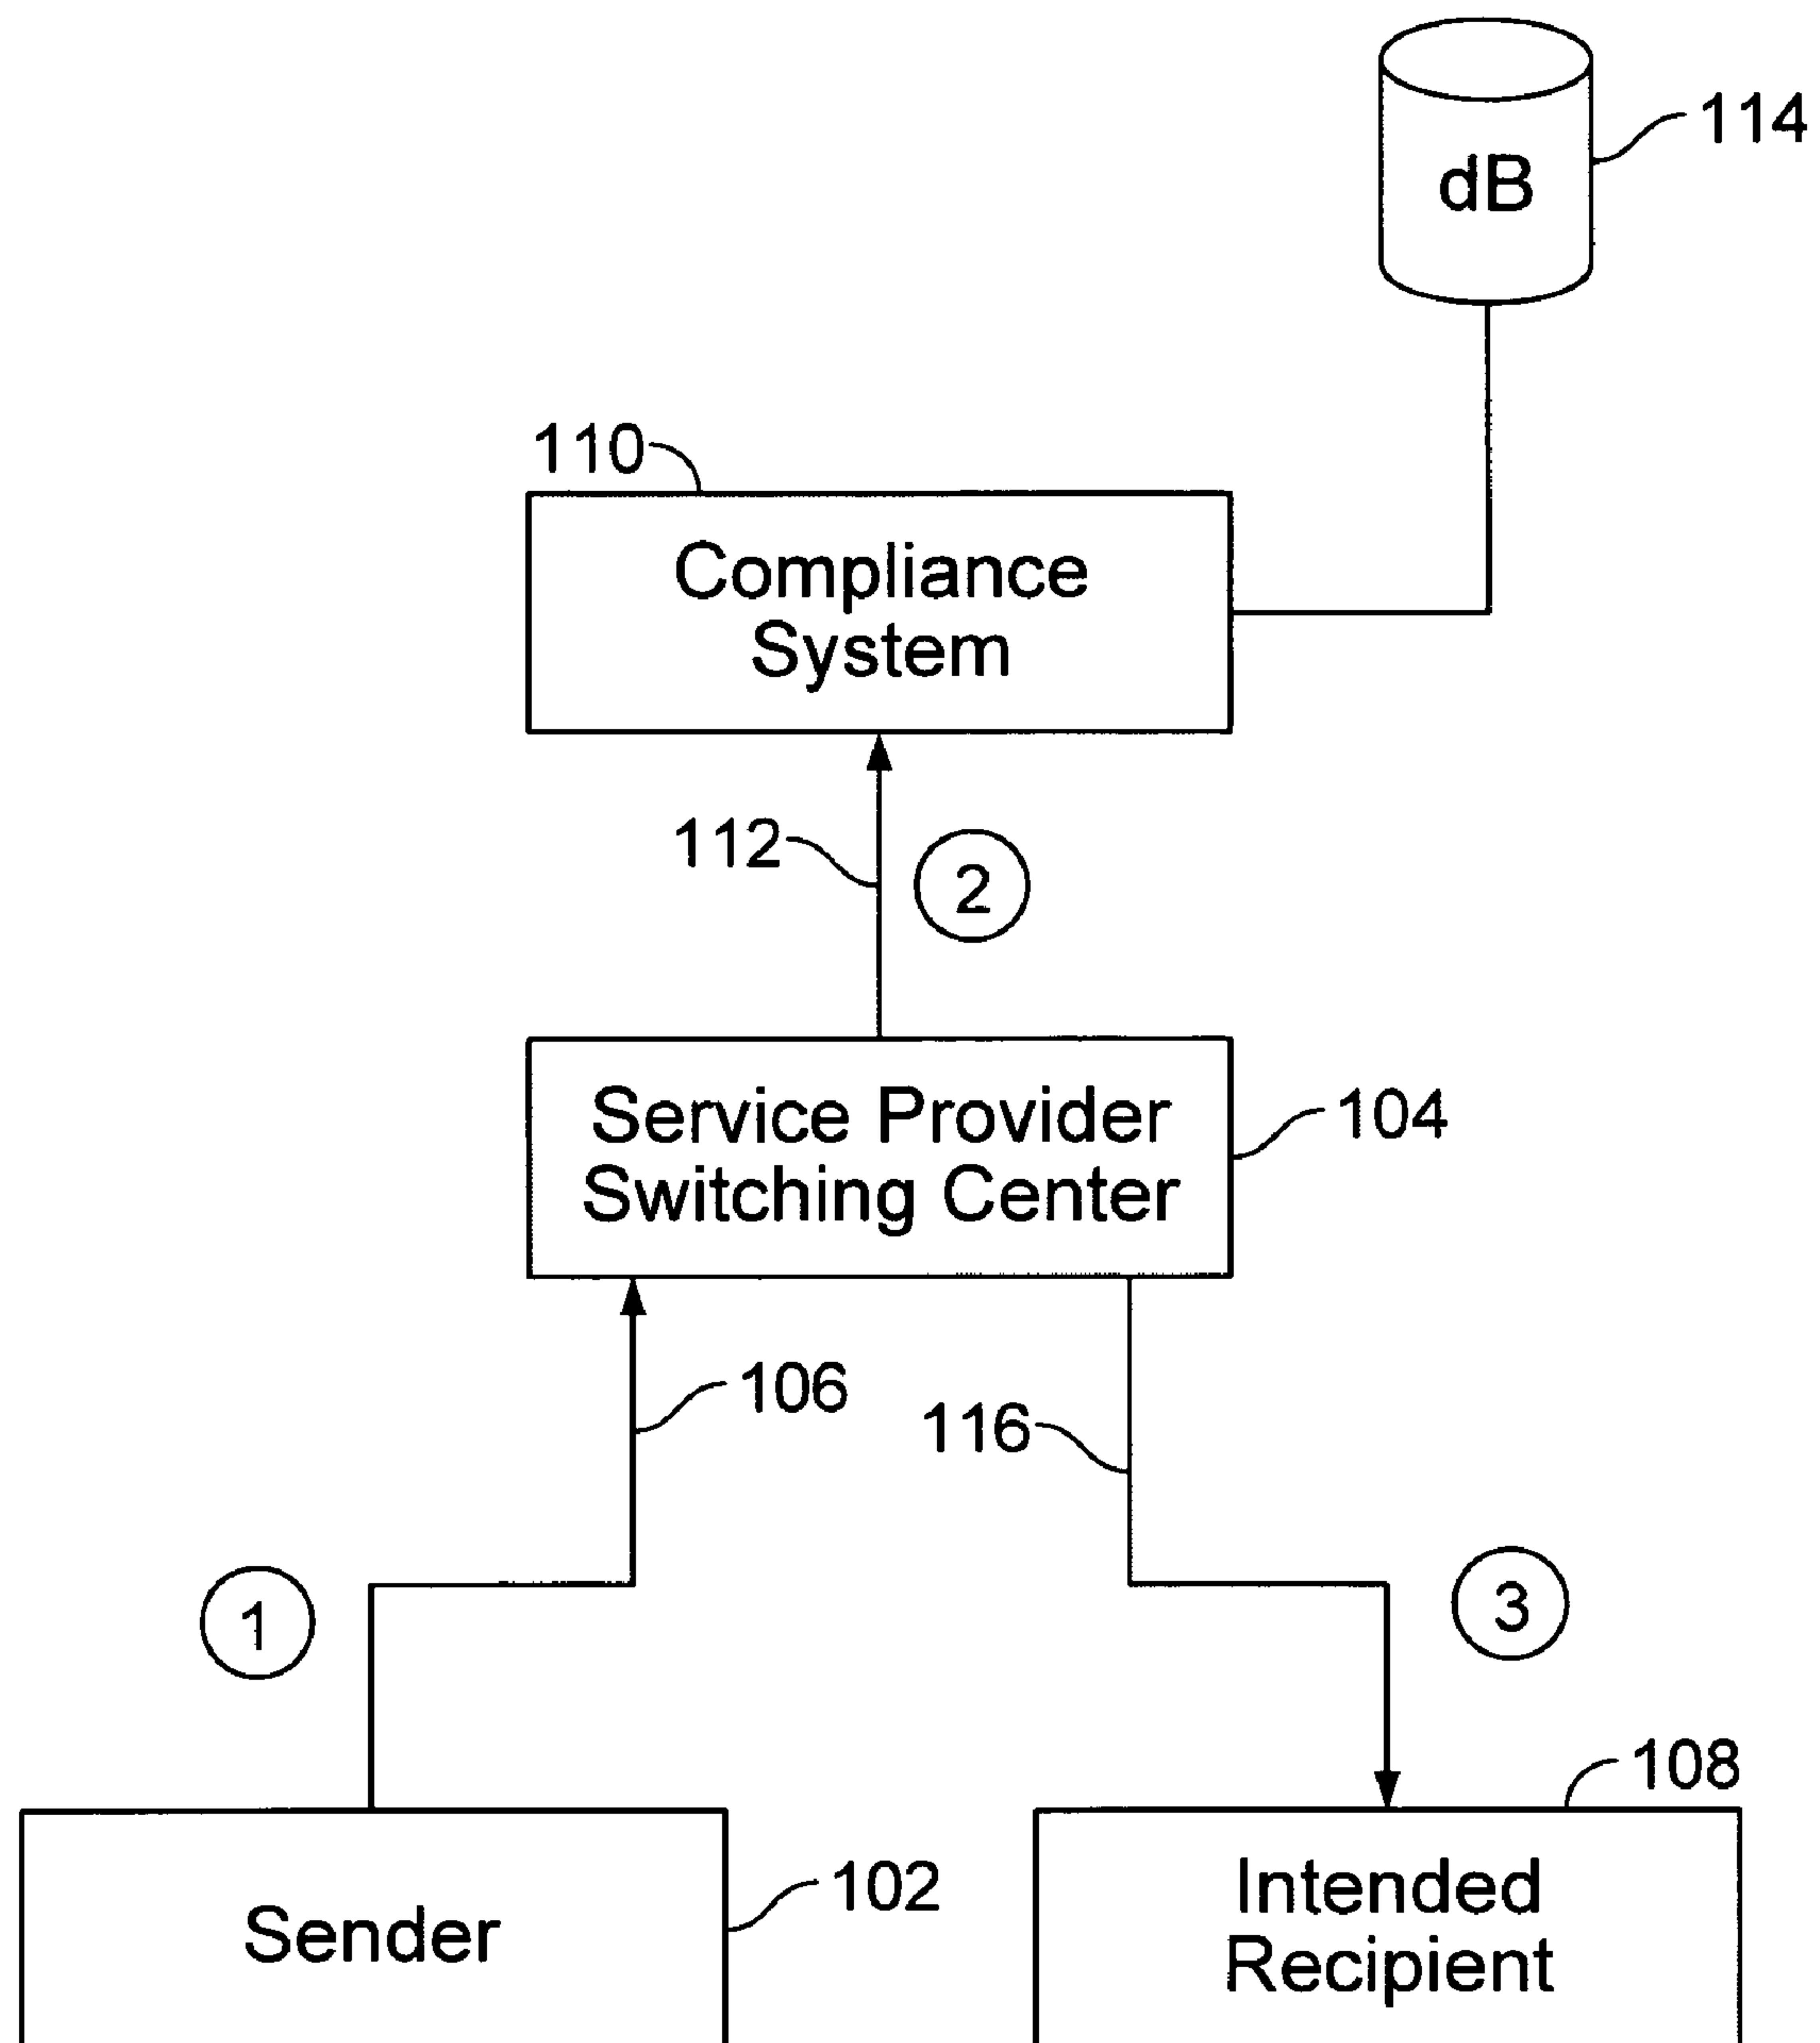 dB
114
110
Compliance
System
112
2
Service Provider
Switching Center
104
106
116
1
3
108
Sender
102
Intended
Recipient